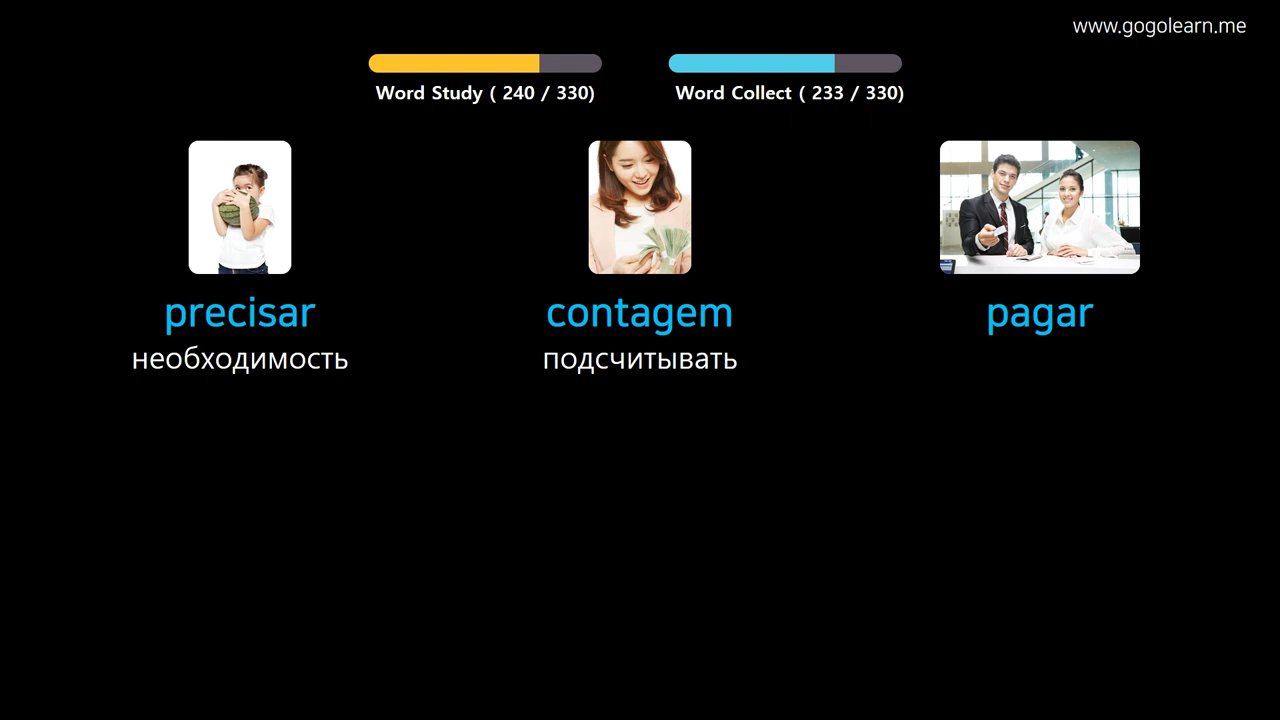 www.gogolearn.me
Word Study ( 240 / 330)
Word Collect ( 233 / 330)
precisar
необходимость
contagem
подсчитывать
pagar